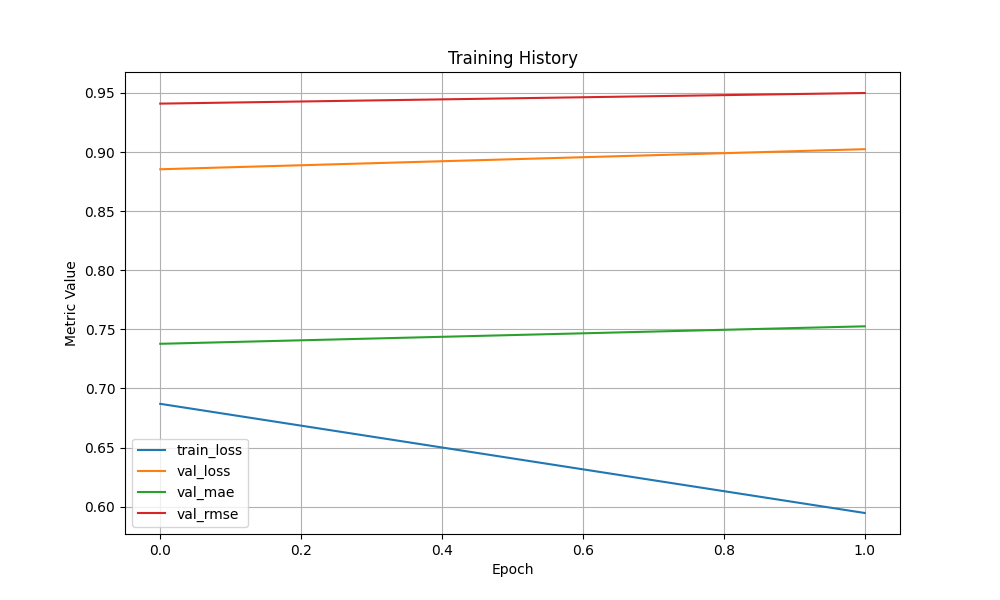 Training History
Metric Value
0.95
0.90
0.85
0.80
0.75
0.70
0.65
0.60
train_loss
val_loss
val_mae
val_rmse
0.0 0.2 0.4 0.6 0.8 1.0
Epoch